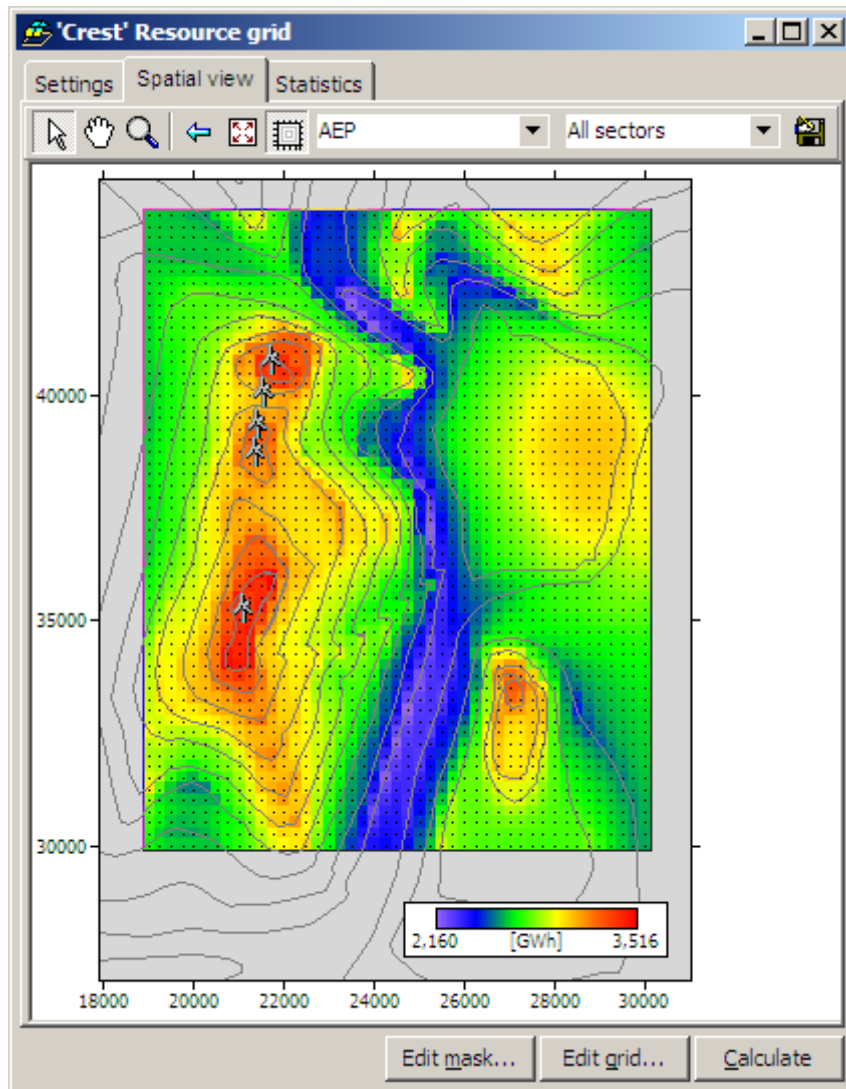 'Crest' Resource grid
Settings Spatial view Statistics
AEP All sectors
40000
35000
30000
2,160 [GWh] 3,516
18000 20000 22000 24000 26000 28000 30000
Edit mask... Edit grid... Calculate